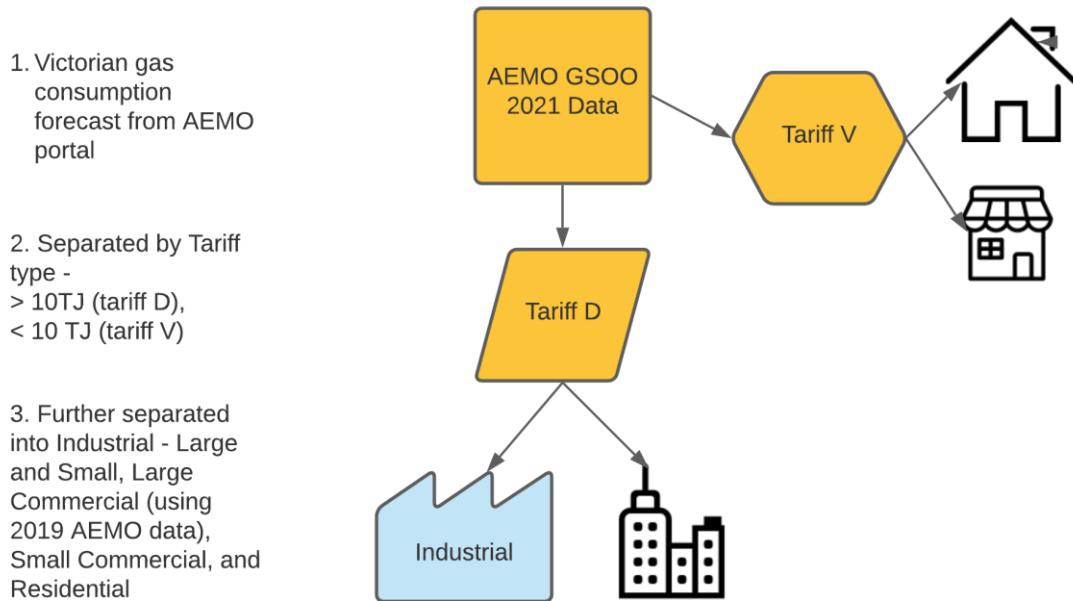 1. Victorian gas
consumption
forecast from AEMO
portal
2. Separated by Tariff
type -
> 10TJ (tariff D),
< 10 TJ (tariff V)
3. Further separated
into Industrial - Large
and Small, Large
Commercial (using
2019 AEMO data),
Small Commercial, and
Residential
AEMO GSOO
2021 Data
Tariff V
Tariff D
Industrial